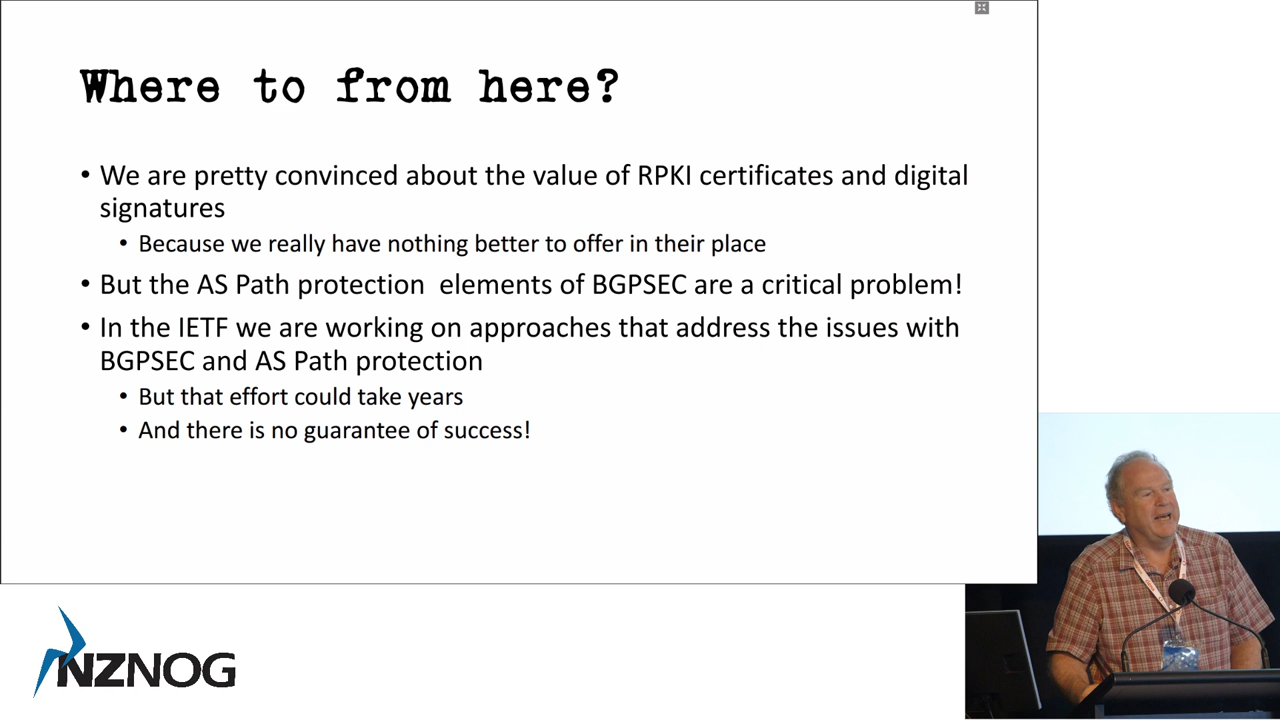 Where to from here?
• We are pretty convinced about the value of RPKI certificates and digital
signatures
• Because we really have nothing better to offer in their place
• But the AS Path protection  elements of BGPSEC are a critical problem!
• In the IETF we are working on approaches that address the issues with
BGPSEC and AS Path protection
• But that effort could take years
• And there is no guarantee of success!
NZNOG